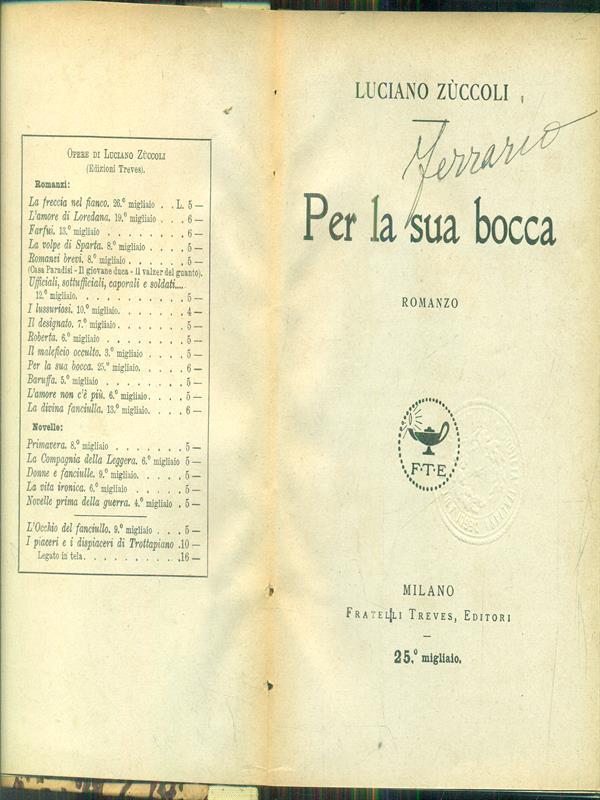 OPERE DI LUCIANO ZÙCCOLI
(Edizioni Treves).
Romanzi:
La freccia nel fianco. 26.° migliaio . . L. 5 —
L'amore di Loredana. 19.° migliaio . . . 6 —
Farfui. 13.° migliaio . . . . . . . . 6 —
La volpe di Sparta. 8.° migliaio . . . . 5 —
Romanzi brevi. 8.° migliaio . . . . . . 5 —
(Casa Paradisi - Il giovane duca - Il valzer del guanto).
Ufficiali, sottufficiali, caporali e soldati....
12.° migliaio. . . . . . . . . . . 5 —
I lussuriosi. 10.° migliaio. . . . . . . 4 —
Il designato. 7.° migliaio . . . . . . . 5 —
Roberta. 6.° migliaio . . . . . . . . 5 —
Il maleficio occulto. 3.° migliaio . . . . 5 —
Per la sua bocca. 25.° migliaio. . . . . 6 —
Baruffa. 5.° migliaio . . . . . . . . 5 —
L'amore non c'è più. 6.° migliaio. . . . 5 —
La divina fanciulla. 13.° migliaio. . . . 6 —
Novelle:
Primavera. 8.° migliaio . . . . . . . 5 —
La Compagnia della Leggera. 6.° migliaio 5 —
Donne e fanciulle. 9.° migliaio. . . . . 5 —
La vita ironica. 6.° migliaio . . . . . 5 —
Novelle prima della guerra. 4.° migliaio . 5 —
L'Occhio del fanciullo. 9.° migliaio . . . 5 —
I piaceri e i dispiaceri di Trottapiano . 10 —
Legato in tela. . . . . . . . . . . 16 —
LUCIANO ZÙCCOLI
Ferrario
Per la sua bocca
ROMANZO
F·T·E
MILANO
FRATELLI TREVES, EDITORI
25.° migliaio.